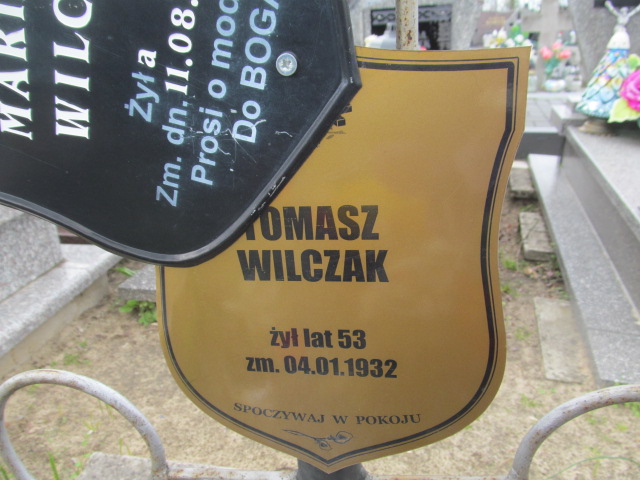 MARI
WILC
Żyła
Zm. dn. 11.08.
Prosi o mod
Do BOGA
TOMASZ
WILCZAK
żył lat 53
zm. 04.01.1932
SPOCZYWAJ W POKOJU